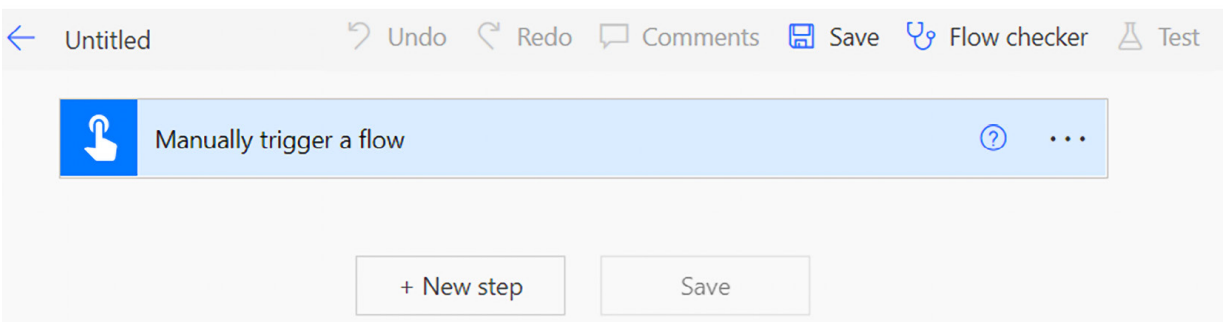 Untitled Undo Redo Comments Save Flow checker Test
Manually trigger a flow ? ...
+ New step Save